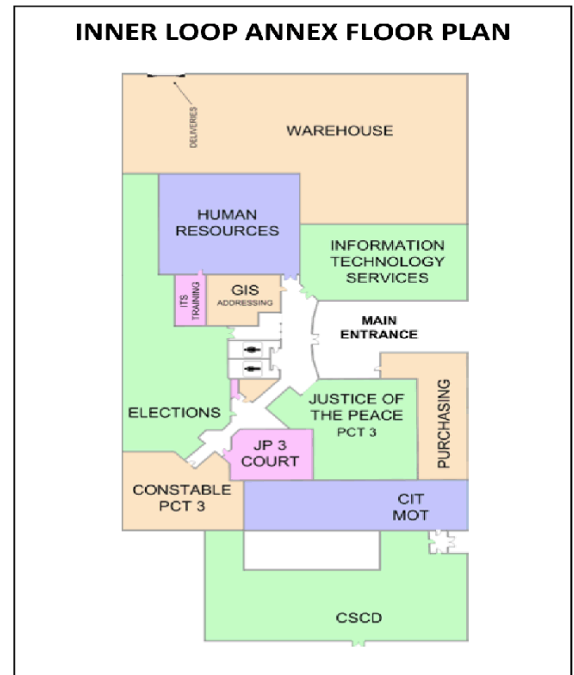 INNER LOOP ANNEX FLOOR PLAN
DELIVERIES
WAREHOUSE
HUMAN
RESOURCES
INFORMATION
TECHNOLOGY
SERVICES
ITS
TRAINING
GIS
ADDRESSING
MAIN
ENTRANCE
ELECTIONS
JUSTICE OF
THE PEACE
PCT 3
PURCHASING
JP 3
COURT
CONSTABLE
PCT 3
CIT
MOT
CSCD